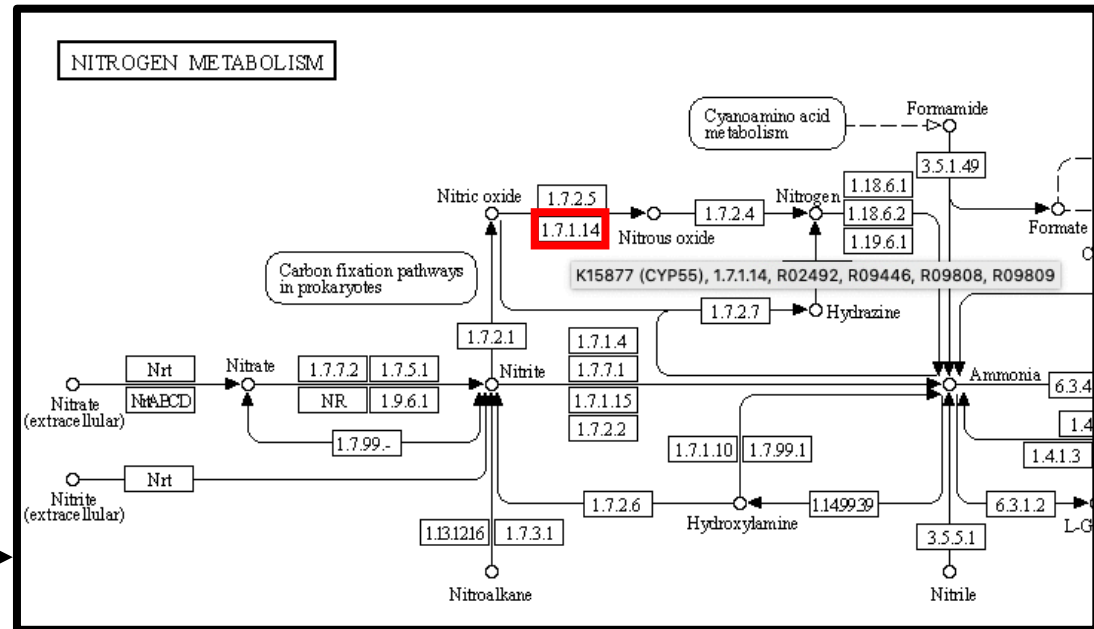 NITROGEN METABOLISM
Cyanoamino acid
metabolism
Formamide
3.5.1.49
Nitric oxide
1.7.2.5
1.7.1.14
Nitrous oxide
1.7.2.4
Nitrogen
1.18.6.1
1.18.6.2
1.19.6.1
Formate
C
Carbon fixation pathways
in prokaryotes
K15877 (CYP55), 1.7.1.14, R02492, R09446, R09808, R09809
1.7.2.7
Hydrazine
1.7.2.1
Nitrate
(extracellular)
Nrt
NrtABCD
Nitrate
1.7.7.2
1.7.5.1
NR
1.9.6.1
1.7.99.-
Nitrite
1.7.1.4
1.7.7.1
1.7.1.15
1.7.2.2
Ammonia
6.3.4
1.4
1.4.1.3
1.7.1.10
1.7.99.1
Nitrite
(extracellular)
Nrt
1.7.2.6
Hydroxylamine
1.14.99.39
6.3.1.2
L-G
1.13.12.16
1.7.3.1
3.5.5.1
Nitroalkane
Nitrile